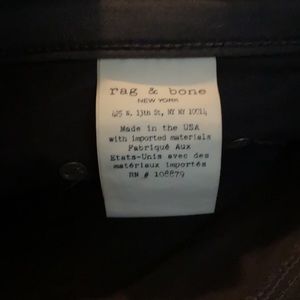 rag & bone
NEW YORK
425 W. 13th St, NY NY 10014
Made in the USA
with imported materials
Fabriqué Aux
Etats-Unis avec des
matériaux importés
RN # 108879